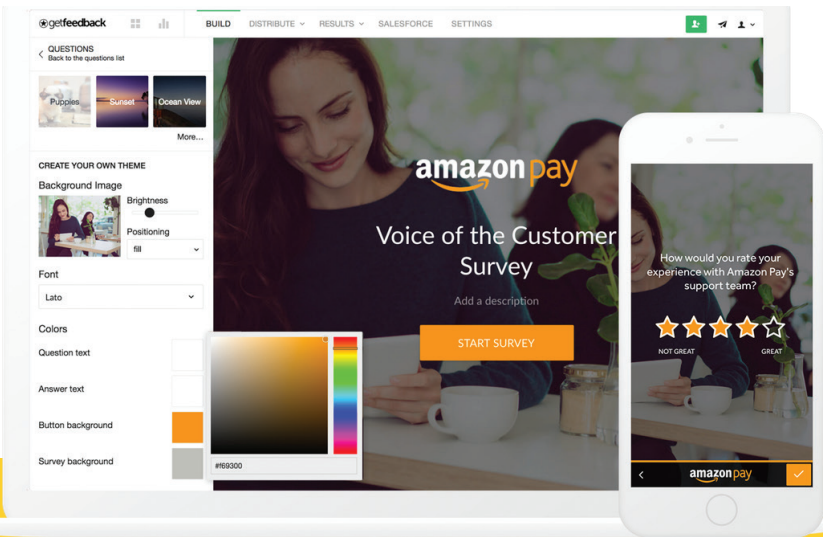 getfeedback
BUILD
DISTRIBUTE
RESULTS
SALESFORCE
SETTINGS
QUESTIONS
Back to the questions list
Puppies
Sunset
Ocean View
More...
CREATE YOUR OWN THEME
Background Image
Brightness
Positioning
fill
Font
Lato
Colors
Question text
Answer text
Button background
Survey background
#f69300
amazon pay
Voice of the Customer
Survey
Add a description
START SURVEY
How would you rate your
experience with Amazon Pay's
support team?
NOT GREAT
GREAT
amazon pay